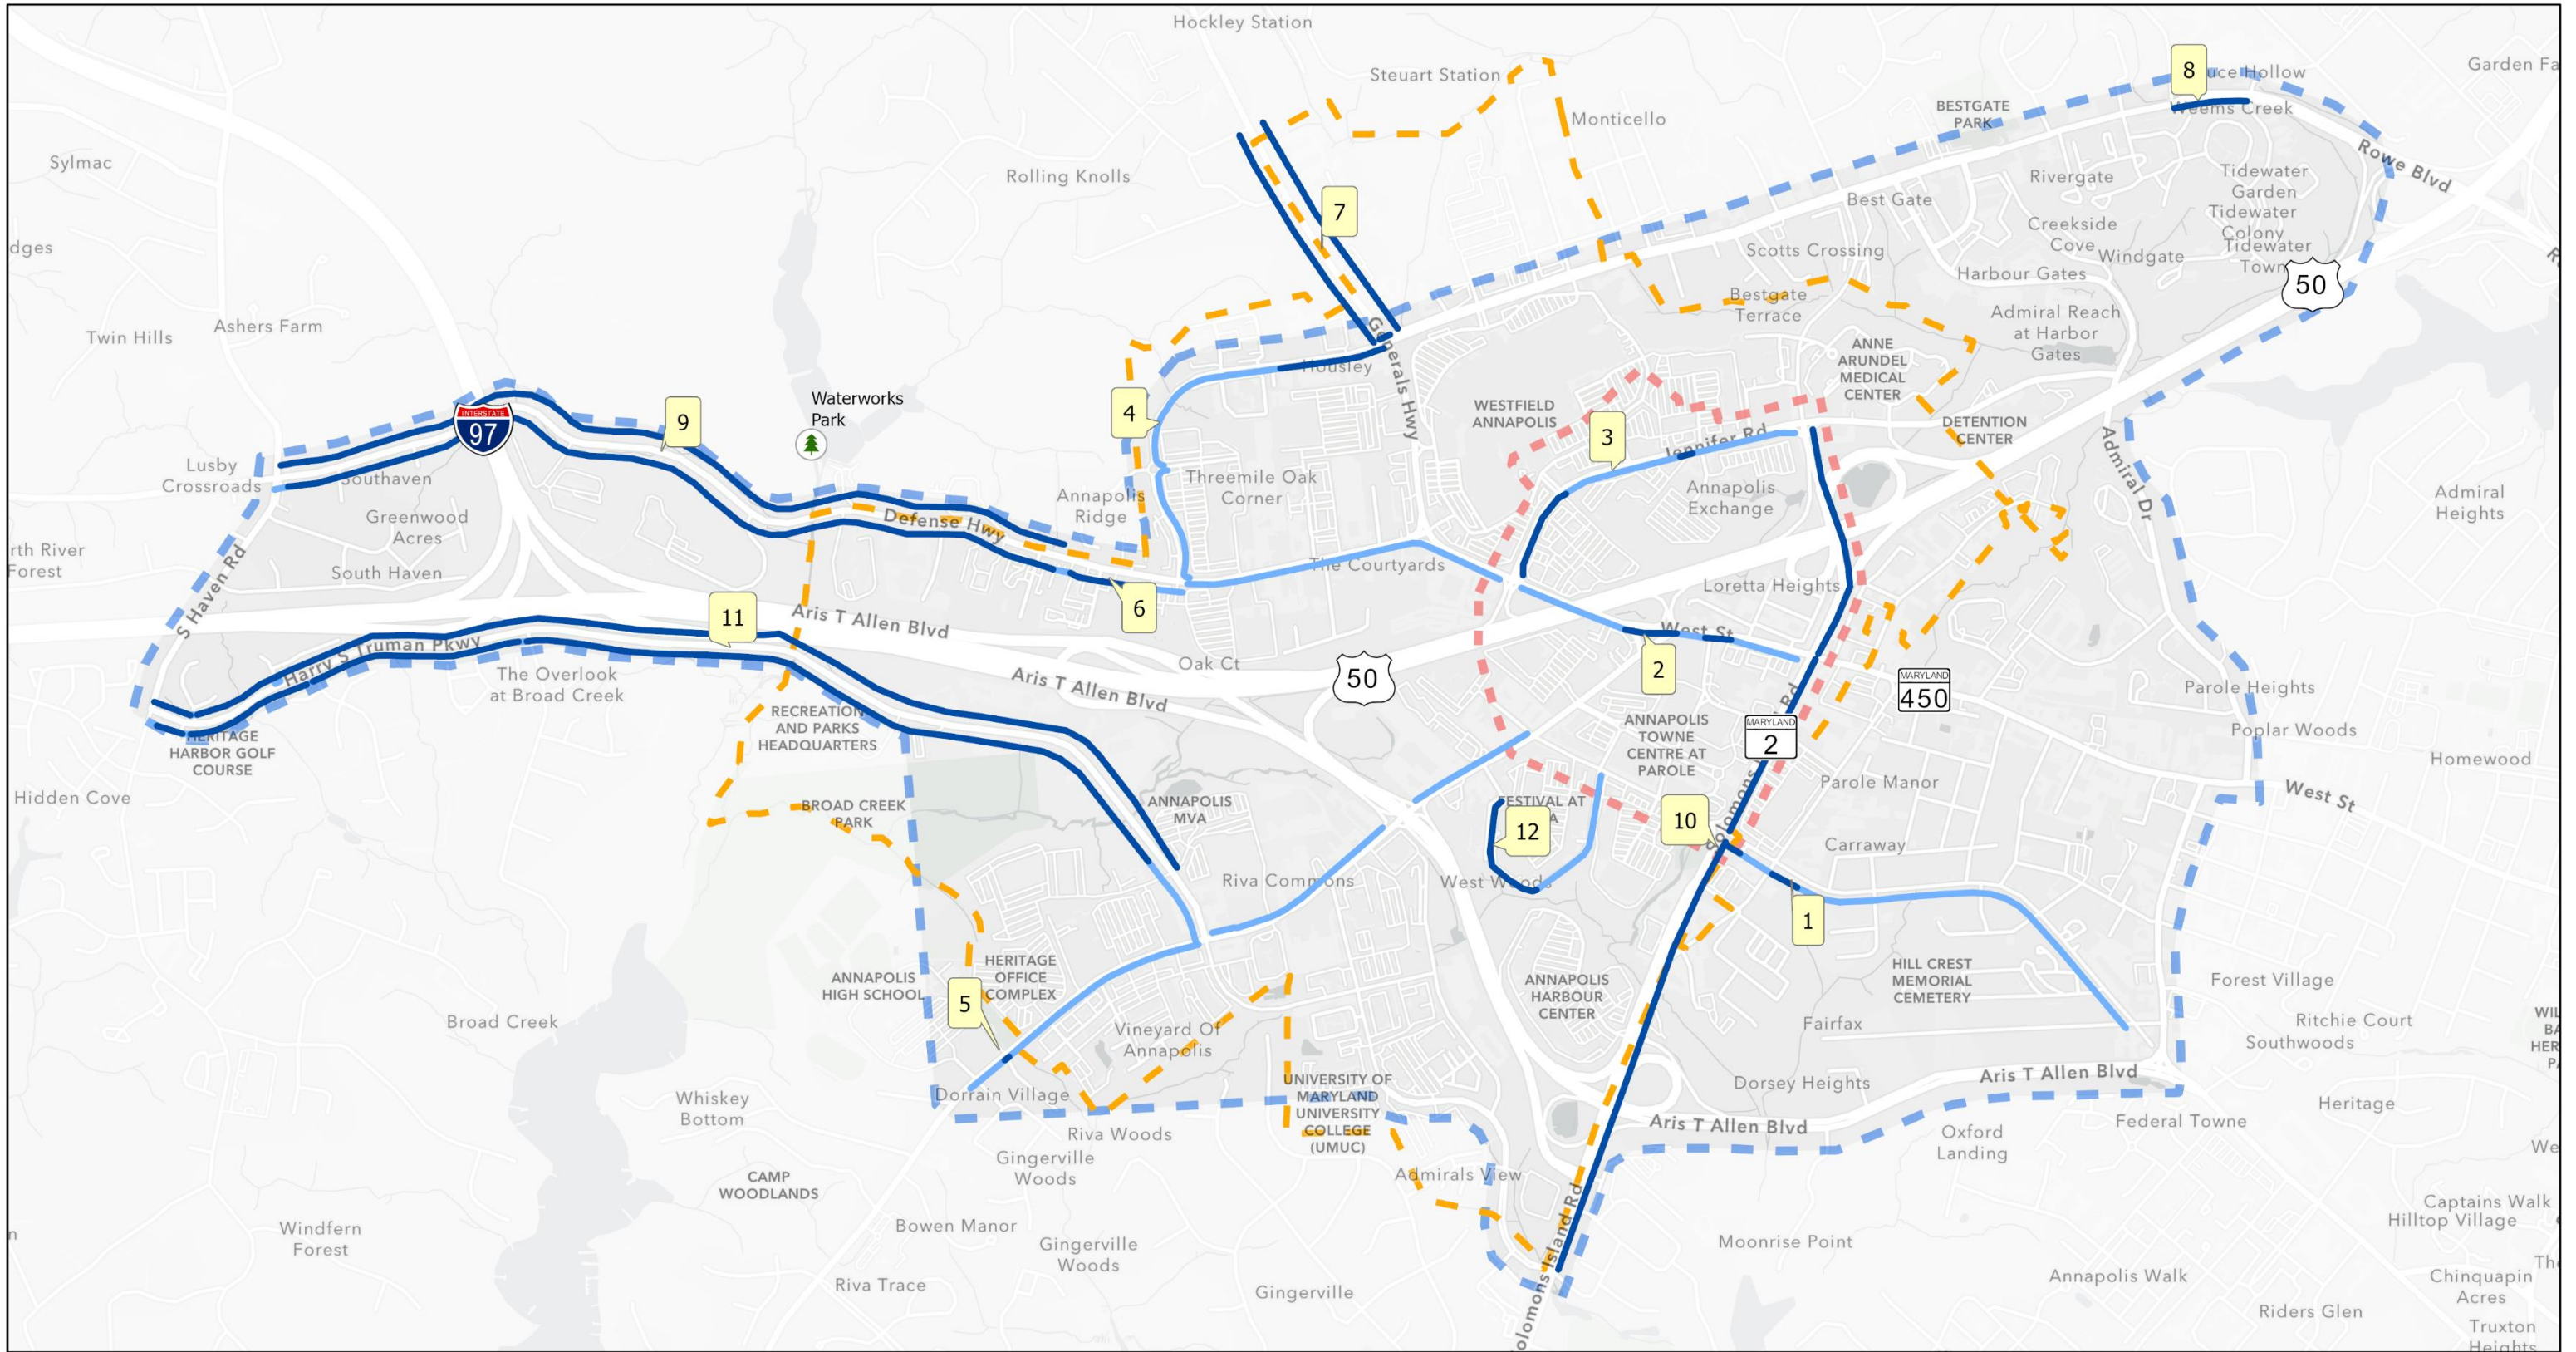 Hockley Station
Steuart Station
8
uce Hollow
Garden Fa
BESTGATE
PARK
Weems Creek
Monticello
Sylmac
Rolling Knolls
Rowe Blvd
Rivergate
Tidewater
Garden
Best Gate
7
Tidewater
Colony
Creekside
Cove
Tidewater
Town
dges
Scotts Crossing
Windgate
Harbour Gates
50
Bestgate
Terrace
Admiral Reach
at Harbor
Gates
Ashers Farm
Twin Hills
Generals Hwy
Housley
ANNE
ARUNDEL
MEDICAL
CENTER
Waterworks
Park
4
WESTFIELD
ANNAPOLIS
INTERSTATE
97
9
3
Jennifer Rd
DETENTION
CENTER
Admiral Dr
Lusby
Crossroads
Southaven
Threemile Oak
Corner
Annapolis
Exchange
Annapolis
Ridge
Admiral
Heights
Greenwood
Acres
Defense Hwy
rth River
Forest
South Haven
The Courtyards
Loretta Heights
S Haven Rd
6
11
Aris T Allen Blvd
West St
Harry S Truman Pkwy
Oak Ct
2
50
The Overlook
at Broad Creek
Aris T Allen Blvd
MARYLAND
450
Parole Heights
RECREATION
AND PARKS
HEADQUARTERS
ANNAPOLIS
TOWNE
CENTRE AT
PAROLE
MARYLAND
2
Poplar Woods
HERITAGE
HARBOR GOLF
COURSE
Homewood
Parole Manor
Hidden Cove
BROAD CREEK
PARK
ANNAPOLIS
MVA
FESTIVAL AT
A
12
10
West St
Carraway
Riva Commons
West Woods
1
ANNAPOLIS
HIGH SCHOOL
HERITAGE
OFFICE
COMPLEX
5
ANNAPOLIS
HARBOUR
CENTER
HILL CREST
MEMORIAL
CEMETERY
Forest Village
Broad Creek
Vineyard Of
Annapolis
Fairfax
Ritchie Court
Southwoods
WIL
BA
HER
PA
Whiskey
Bottom
Dorrain Village
UNIVERSITY OF
MARYLAND
UNIVERSITY
COLLEGE
(UMUC)
Dorsey Heights
Aris T Allen Blvd
Heritage
Riva Woods
Aris T Allen Blvd
Federal Towne
Oxford
Landing
We
Gingerville
Woods
CAMP
WOODLANDS
Admirals View
Captains Walk
Hilltop Village
Windfern
Forest
Bowen Manor
n
Gingerville
Woods
Solomons Island Rd
Moonrise Point
Riva Trace
Gingerville
Annapolis Walk
The
Chinquapin
Acres
Riders Glen
Truxton
Heights
olomons